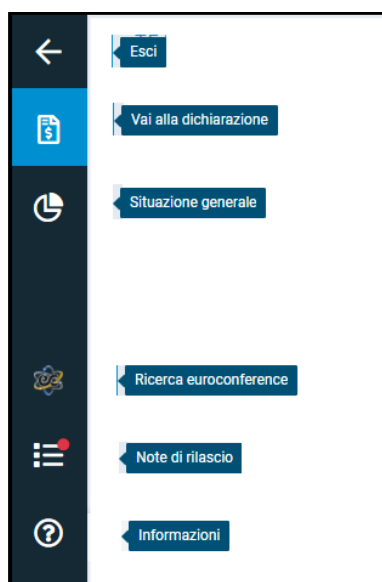 Esci
Vai alla dichiarazione
Situazione generale
Ricerca euroconference
Note di rilascio
Informazioni